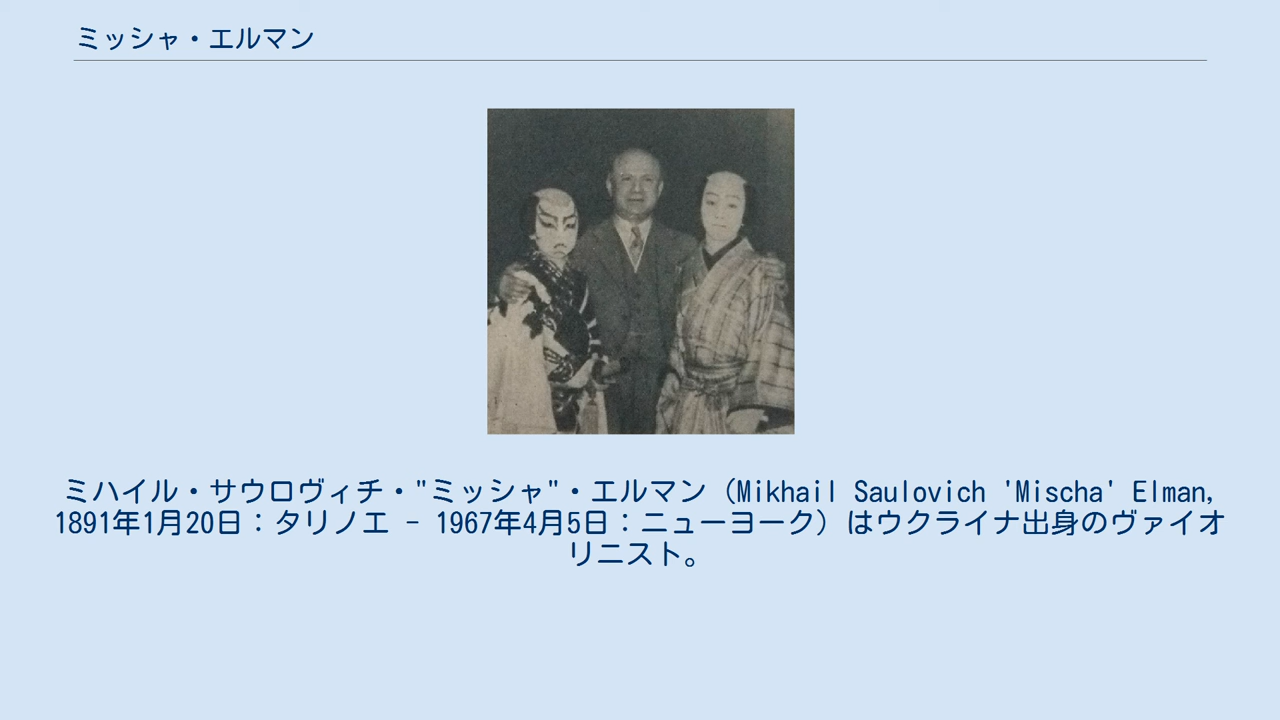 ミッシャ・エルマン
ミハイル・サウロヴィチ・"ミッシャ"・エルマン（Mikhail Saulovich 'Mischa' Elman,
1891年1月20日：タリノエ - 1967年4月5日：ニューヨーク）はウクライナ出身のヴァイオ
リニスト。